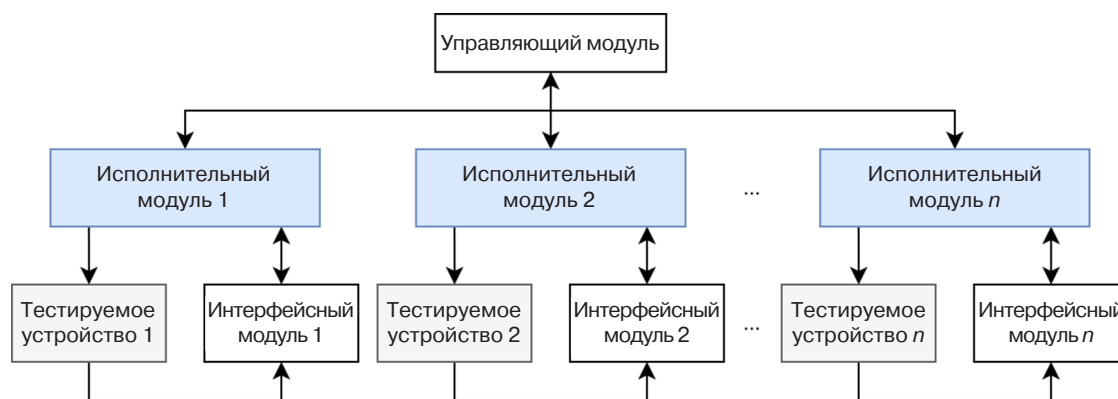 Управляющий модуль
Исполнительный
модуль 1
Исполнительный
модуль 2
...
Исполнительный
модуль n
Тестируемое
устройство 1
Интерфейсный
модуль 1
Тестируемое
устройство 2
Интерфейсный
модуль 2
...
Тестируемое
устройство n
Интерфейсный
модуль n